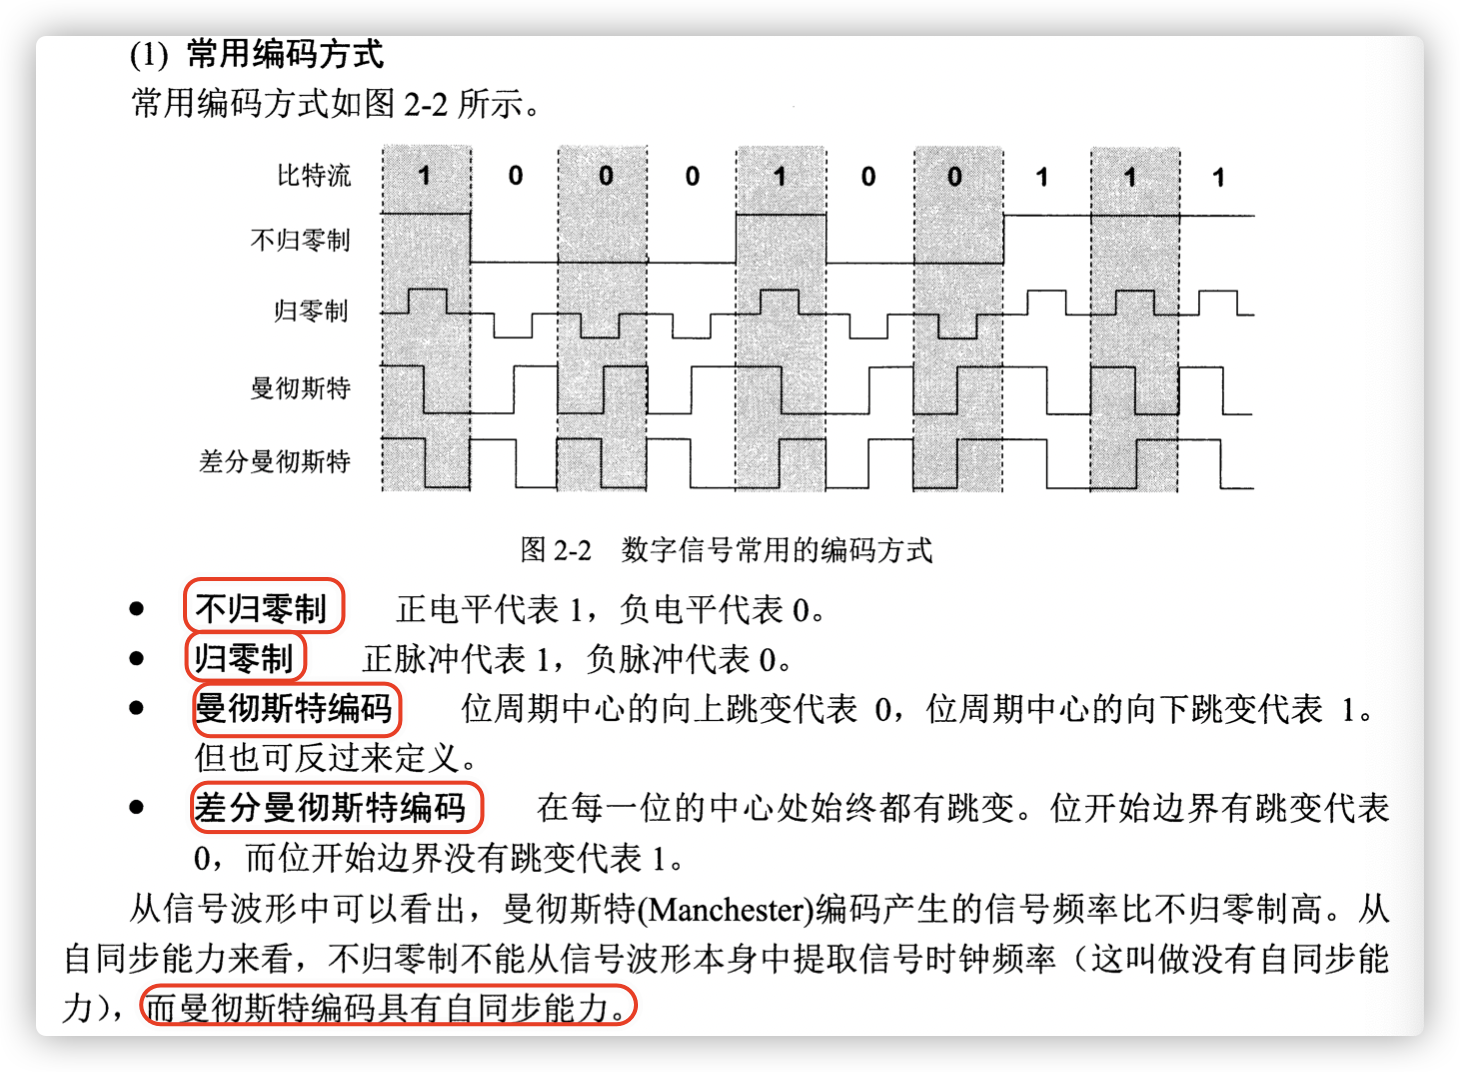 (1) 常用编码方式
常用编码方式如图 2-2 所示。
比特流 1 0 0 0 1 0 0 1 1 1
不归零制
归零制
曼彻斯特
差分曼彻斯特
图 2-2 数字信号常用的编码方式
● 不归零制 正电平代表 1，负电平代表 0。
● 归零制 正脉冲代表 1，负脉冲代表 0。
● 曼彻斯特编码 位周期中心的向上跳变代表 0，位周期中心的向下跳变代表 1。
但也可反过来定义。
● 差分曼彻斯特编码 在每一位的中心处始终都有跳变。位开始边界有跳变代表
0，而位开始边界没有跳变代表 1。
从信号波形中可以看出，曼彻斯特(Manchester)编码产生的信号频率比不归零制高。从
自同步能力来看，不归零制不能从信号波形本身中提取信号时钟频率（这叫做没有自同步能
力），而曼彻斯特编码具有自同步能力。